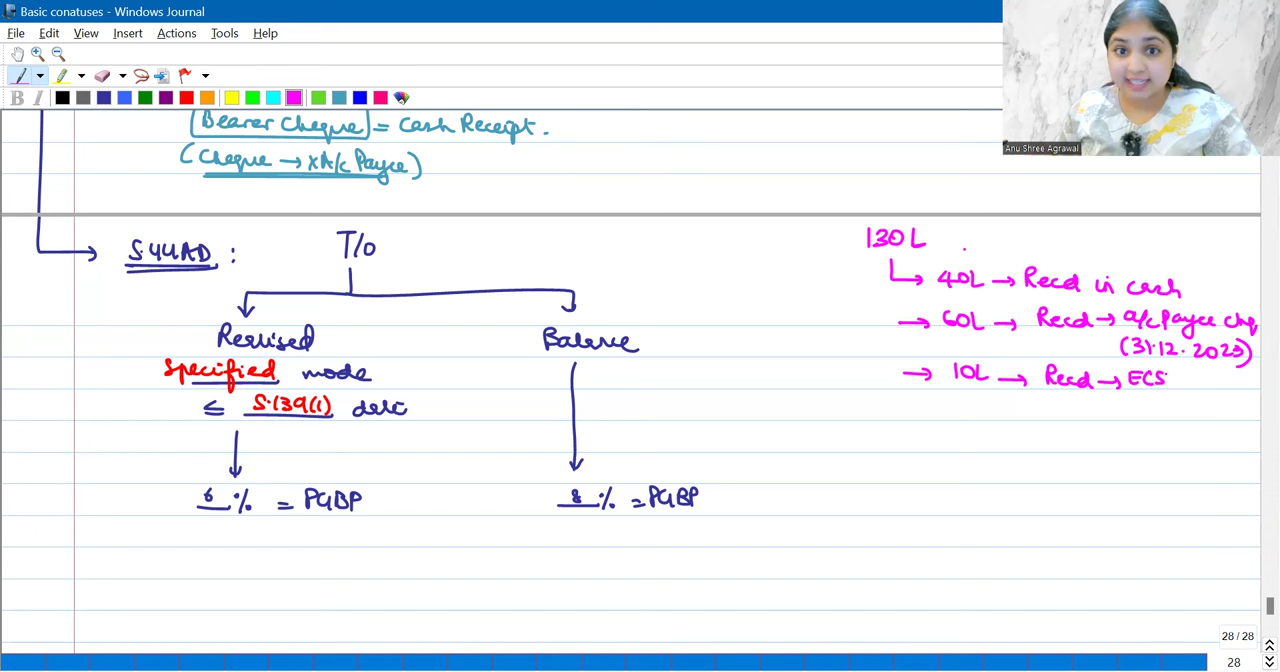 Basic conatuses - Windows Journal
File Edit View Insert Actions Tools Help
B I
Anu Shree Agrawal
[Bearer Cheque] = Cash Receipt.
(Cheque → x A/c Payee)
S.44AD :
T/O
Realised
Specified mode
≤ S.139(1) date
6 % = PGBP
Balance
8 % = PGBP
130 L
→ 40L → Recd in cash
→ 60L → Recd → a/c Payee chq
(31.12.2023)
→ 10L → Recd → ECS
28 / 28
28